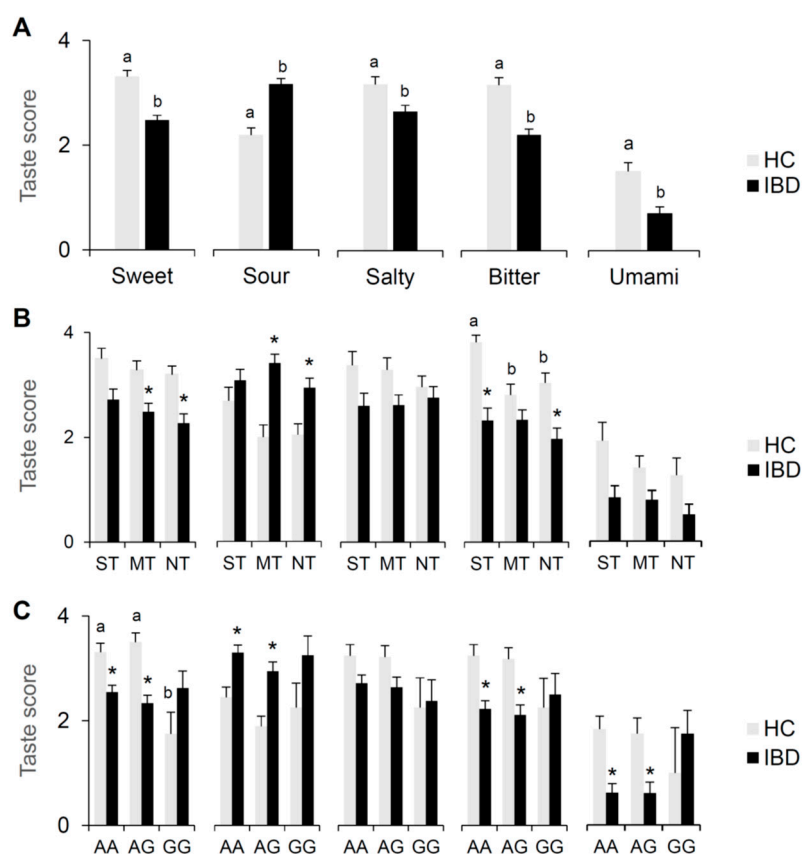 A
Taste score
4
2
0
a
b
a
b
a
b
a
b
a
b
HC
IBD
Sweet
Sour
Salty
Bitter
Umami
B
Taste score
4
2
0
*
*
*
*
a
*
b
b
*
HC
IBD
ST MT NT
ST MT NT
ST MT NT
ST MT NT
ST MT NT
C
Taste score
4
2
0
a
*
a
*
b
*
*
*
*
*
*
HC
IBD
AA AG GG
AA AG GG
AA AG GG
AA AG GG
AA AG GG